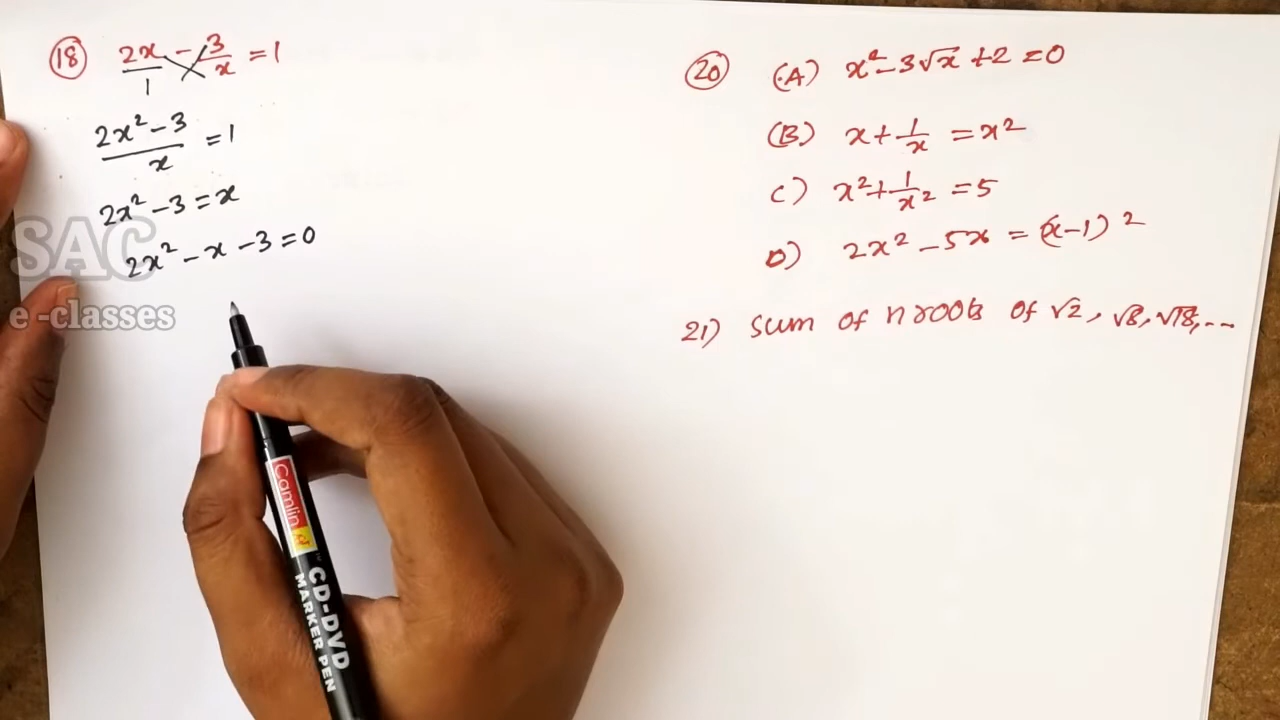 18 2x/1 - 3/x = 1
2x² - 3 / x = 1
2x² - 3 = x
2x² - x - 3 = 0
SAC
e-classes
20 (A) x² - 3√x + 2 = 0
(B) x + 1/x = x²
C) x² + 1/x² = 5
D) 2x² - 5x = (x - 1)²
21) Sum of n roots of √2, √8, √18, ...
Camlin
CD-DVD
MARKER PEN